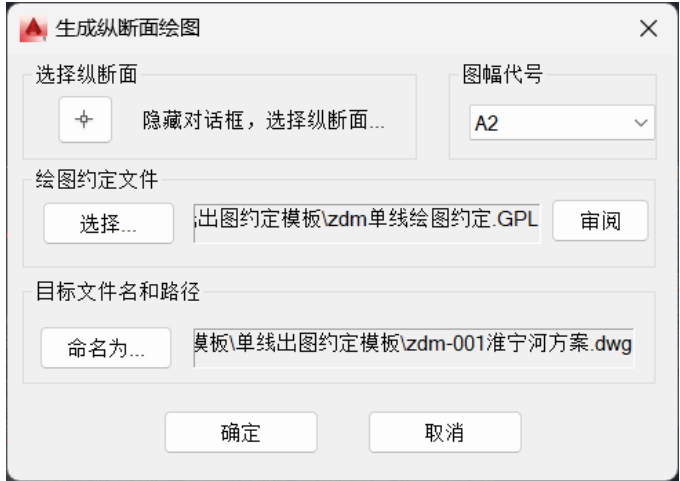 生成纵断面绘图
选择纵断面
隐藏对话框，选择纵断面...
图幅代号
A2
绘图约定文件
选择...
出图约定模板\zdm单线绘图约定.GPL
审阅
目标文件名和路径
命名为...
模板\单线出图约定模板\zdm-001淮宁河方案.dwg
确定
取消